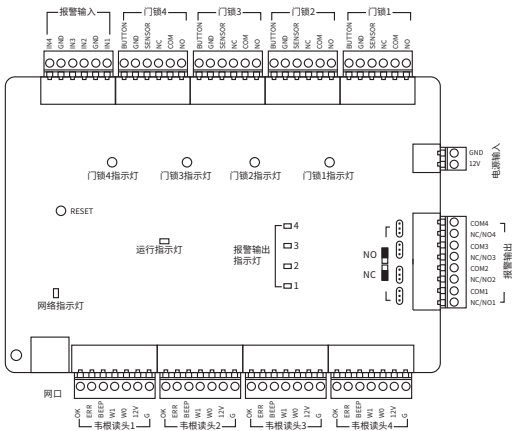 报警输入 门锁4 门锁3 门锁2 门锁1
IN4 GND IN3 IN2 GND IN1
BUTTON GND SENSOR NC COM NO
BUTTON GND SENSOR NC COM NO
BUTTON GND SENSOR NC COM NO
BUTTON GND SENSOR NC COM NO
GND
12V
电源输入
门锁4指示灯 门锁3指示灯 门锁2指示灯 门锁1指示灯
RESET
运行指示灯
报警输出
指示灯
4
3
2
1
NO
NC
COM4
NC/NO4
COM3
NC/NO3
COM2
NC/NO2
COM1
NC/NO1
报警输出
网络指示灯
网口
OK ERR BEEP W1 W0 12V G
OK ERR BEEP W1 W0 12V G
OK ERR BEEP W1 W0 12V G
OK ERR BEEP W1 W0 12V G
韦根读头1 韦根读头2 韦根读头3 韦根读头4